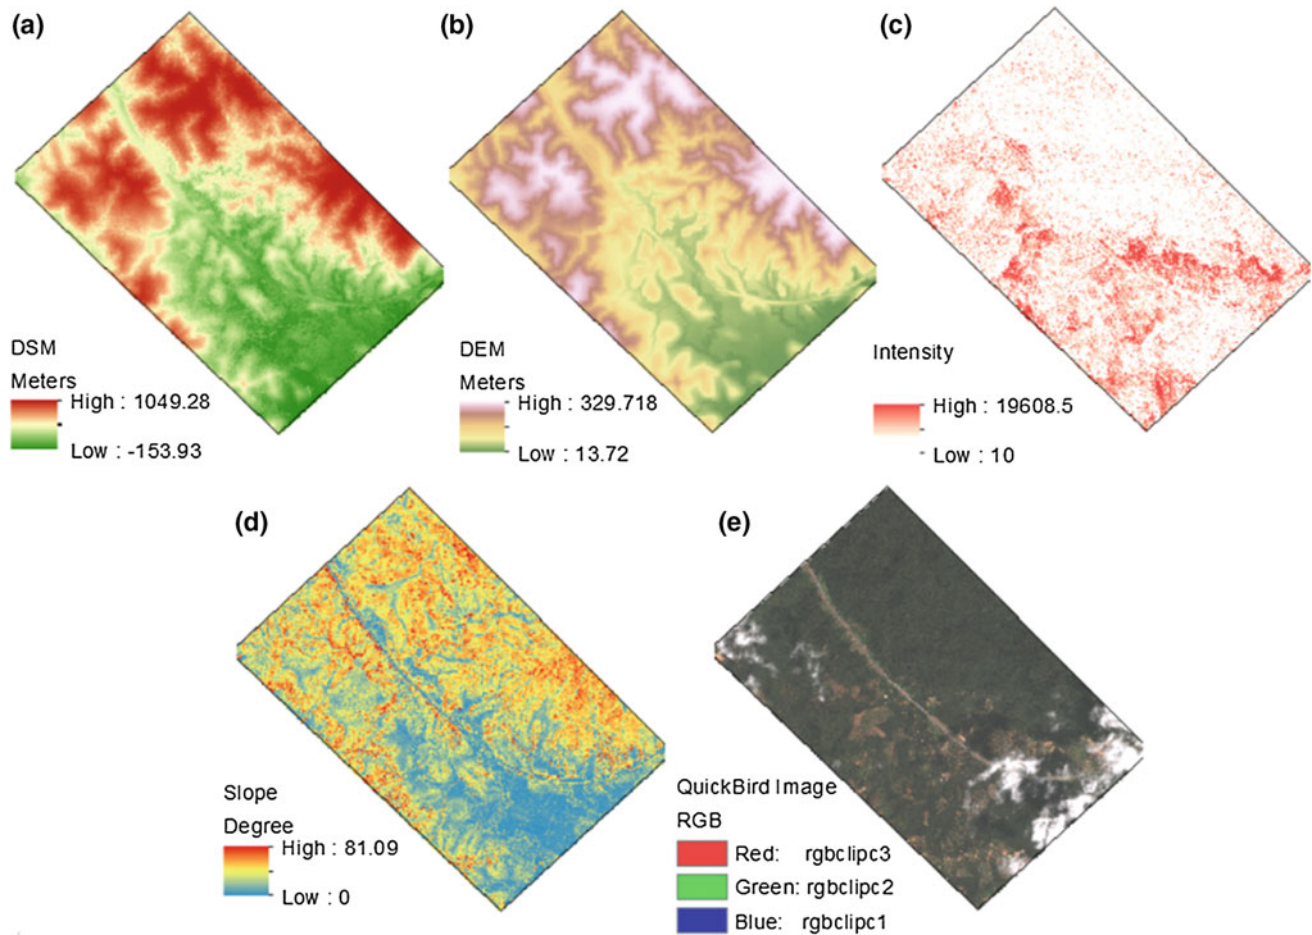 (a)
(b)
(c)
DSM
Meters
High : 1049.28
Low : -153.93
DEM
Meters
High : 329.718
Low : 13.72
Intensity
High : 19608.5
Low : 10
(d)
(e)
Slope
Degree
High : 81.09
Low : 0
QuickBird Image
RGB
Red: rgbclipc3
Green: rgbclipc2
Blue: rgbclipc1